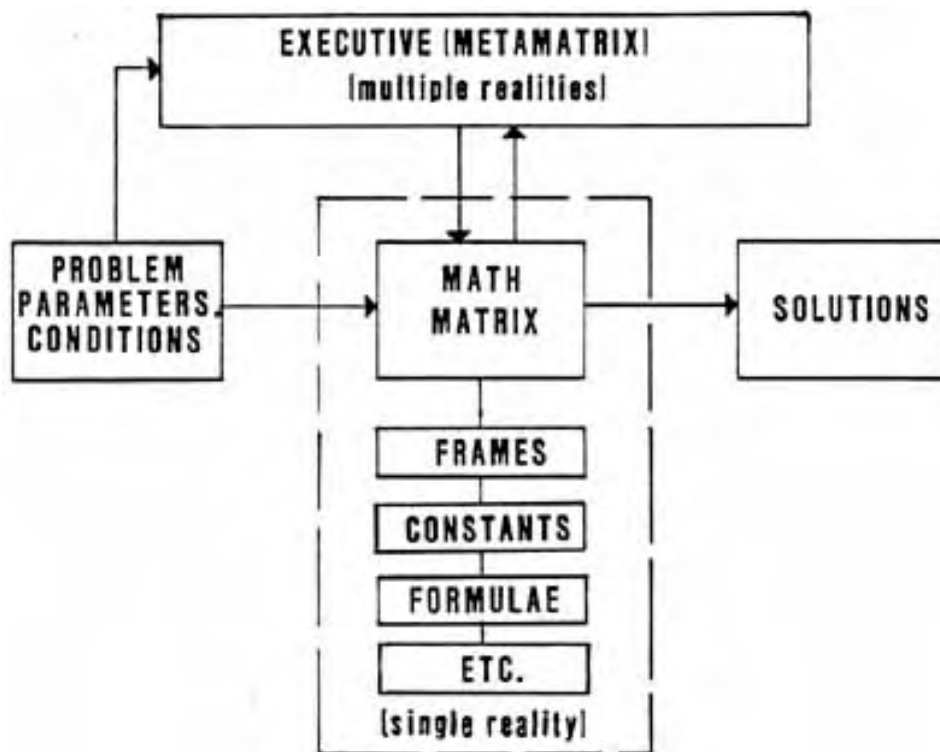 EXECUTIVE [METAMATRIX]
[multiple realities]
PROBLEM
PARAMETERS.
CONDITIONS
MATH
MATRIX
SOLUTIONS
FRAMES
CONSTANTS
FORMULAE
ETC.
[single reality]